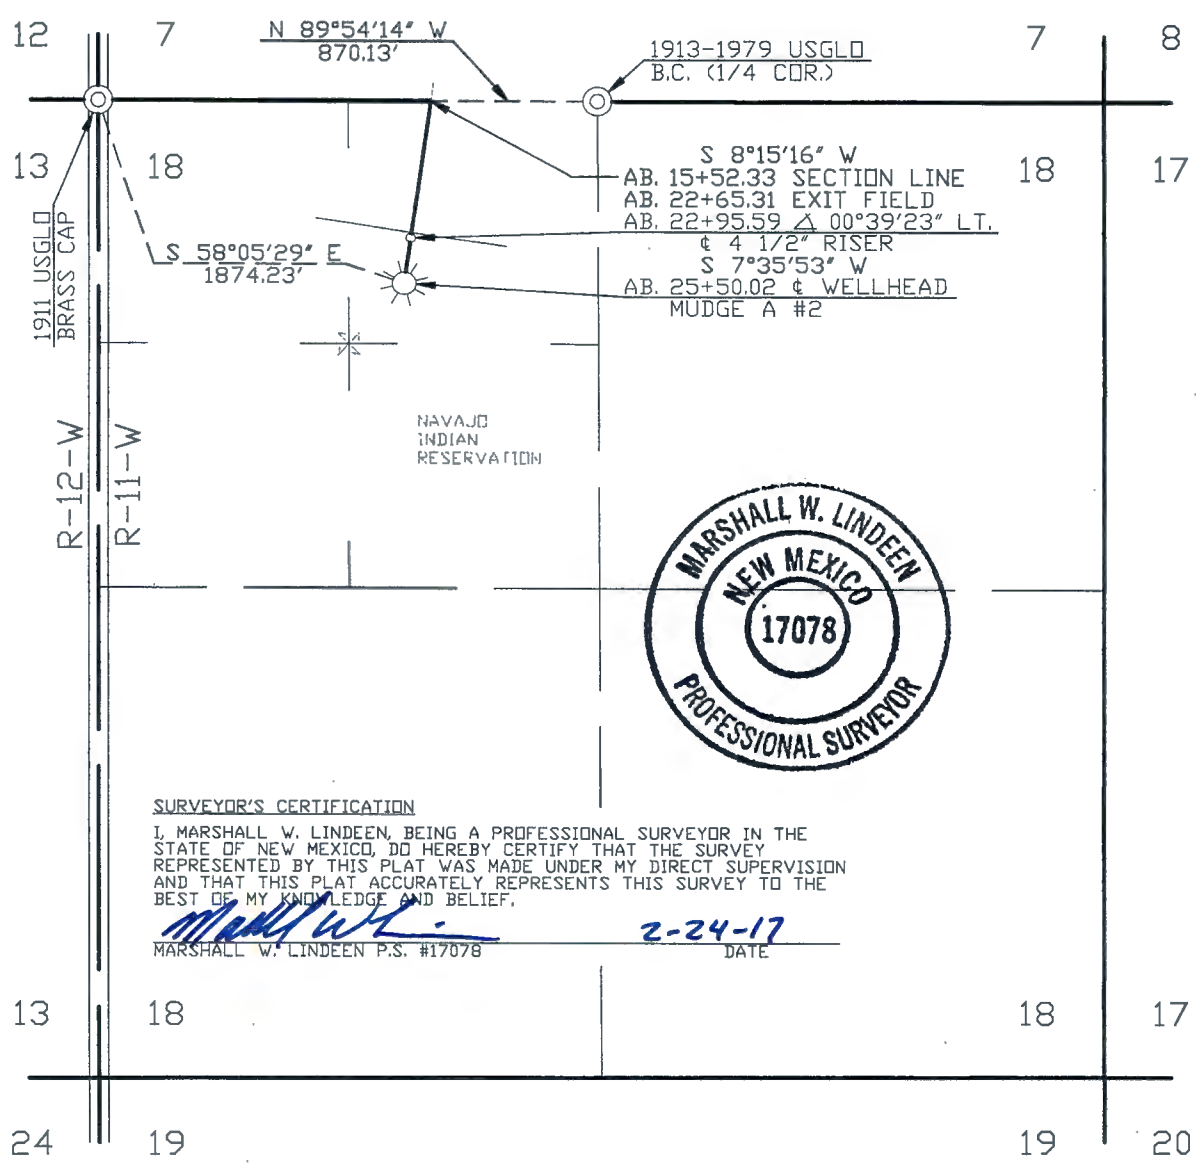 12
7
N 89°54'14" W
870.13'
1913-1979 USGLO
B.C. (1/4 COR.)
7
8
13
18
S 8°15'16" W
AB. 15+52.33 SECTION LINE
AB. 22+65.31 EXIT FIELD
AB. 22+95.59 ∆ 00°39'23" LT.
℄ 4 1/2" RISER
S 7°35'53" W
AB. 25+50.02 ℄ WELLHEAD
MUDGE A #2
18
17
1911 USGLO
BRASS CAP
S 58°05'29" E
1874.23'
R-12-W
R-11-W
NAVAJO
INDIAN
RESERVATION
MARSHALL W. LINDEEN
NEW MEXICO
17078
PROFESSIONAL SURVEYOR
SURVEYOR'S CERTIFICATION
I, MARSHALL W. LINDEEN, BEING A PROFESSIONAL SURVEYOR IN THE
STATE OF NEW MEXICO, DO HEREBY CERTIFY THAT THE SURVEY
REPRESENTED BY THIS PLAT WAS MADE UNDER MY DIRECT SUPERVISION
AND THAT THIS PLAT ACCURATELY REPRESENTS THIS SURVEY TO THE
BEST OF MY KNOWLEDGE AND BELIEF.
2-24-17
MARSHALL W. LINDEEN P.S. #17078
DATE
13
18
18
17
24
19
19
20